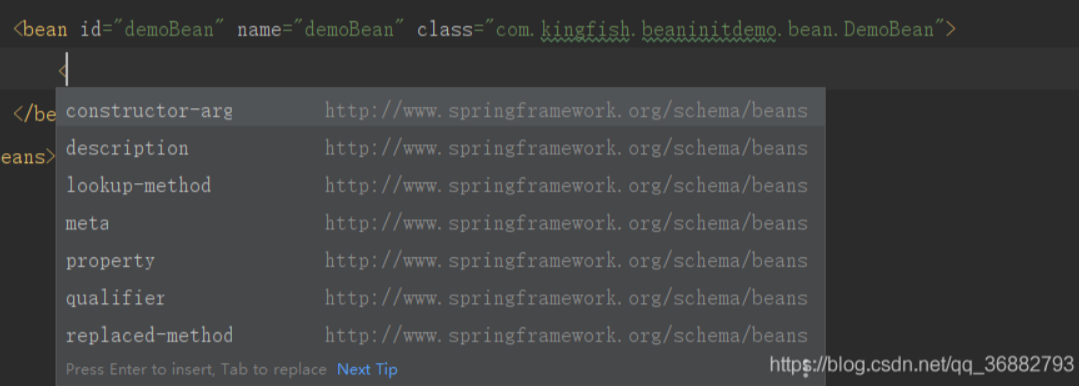 <bean id="demoBean" name="demoBean" class="com.kingfish.beaninitdemo.bean.DemoBean">
<
constructor-arg http://www.springframework.org/schema/beans
</be
description http://www.springframework.org/schema/beans
eans>
lookup-method http://www.springframework.org/schema/beans
meta http://www.springframework.org/schema/beans
property http://www.springframework.org/schema/beans
qualifier http://www.springframework.org/schema/beans
replaced-method http://www.springframework.org/schema/beans
Press Enter to insert, Tab to replace Next Tip
https://blog.csdn.net/qq_36882793